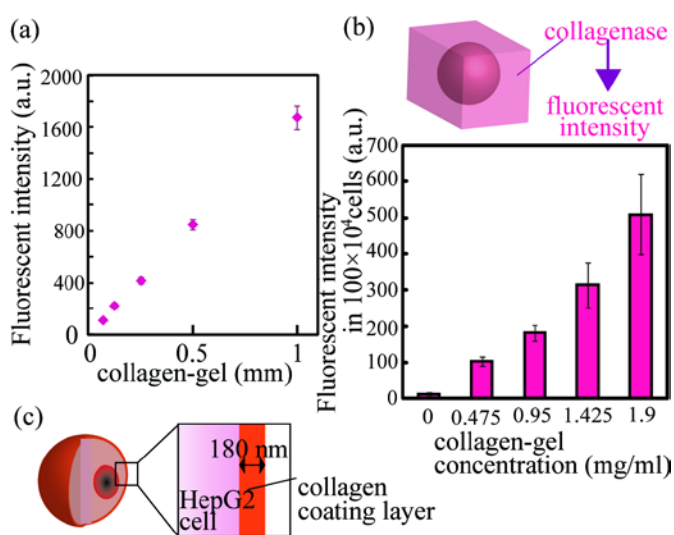 (a)
Fluorescent intensity (a.u.)
2000
1600
800
400
0
0
0.5
1
collagen-gel (mm)
(b)
collagenase
fluorescent
intensity
Fluorescent intensity
in 100×10⁴cells (a.u.)
700
600
500
400
300
200
100
0
0
0.475
0.95
1.425
1.9
collagen-gel
concentration (mg/ml)
(c)
180 nm
HepG2
cell
collagen
coating layer